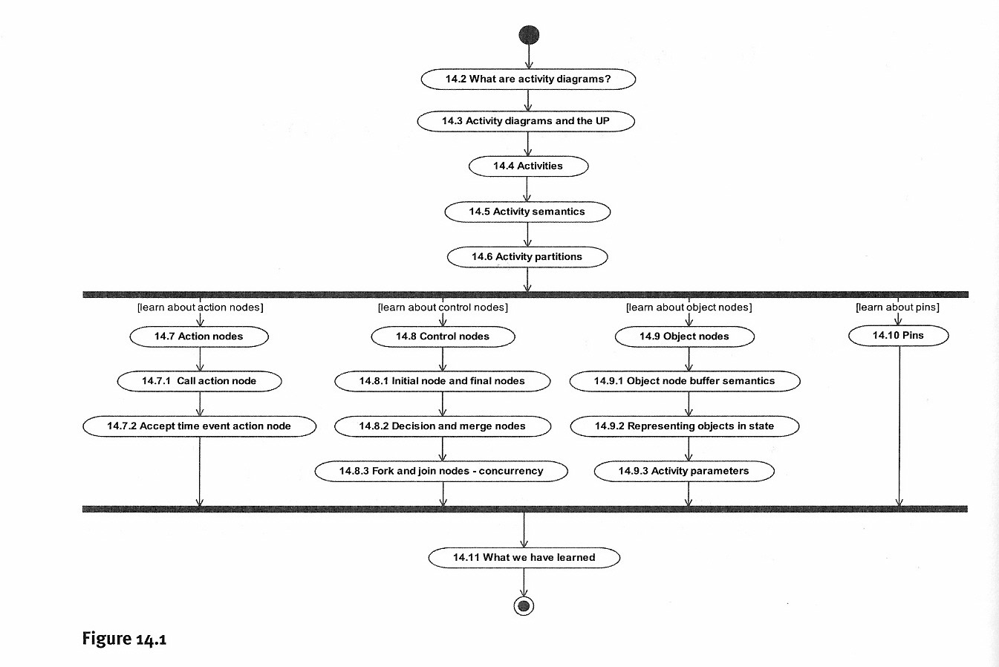 14.2 What are activity diagrams?
14.3 Activity diagrams and the UP
14.4 Activities
14.5 Activity semantics
14.6 Activity partitions
[learn about action nodes]
[learn about control nodes]
[learn about object nodes]
[learn about pins]
14.7 Action nodes
14.8 Control nodes
14.9 Object nodes
14.10 Pins
14.7.1 Call action node
14.8.1 Initial node and final nodes
14.9.1 Object node buffer semantics
14.7.2 Accept time event action node
14.8.2 Decision and merge nodes
14.9.2 Representing objects in state
14.8.3 Fork and join nodes - concurrency
14.9.3 Activity parameters
14.11 What we have learned
Figure 14.1